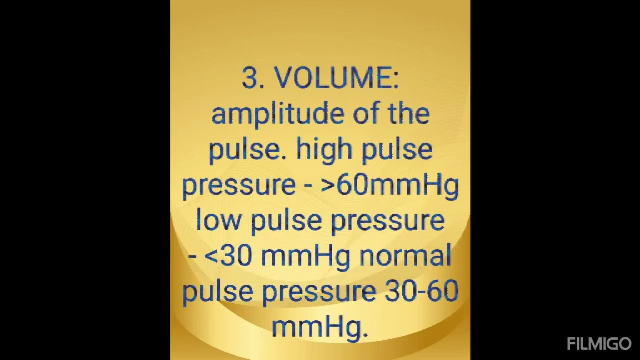 3. VOLUME:
amplitude of the
pulse. high pulse
pressure - >60mmHg
low pulse pressure
- <30 mmHg normal
pulse pressure 30-60
mmHg.
FILMIGO